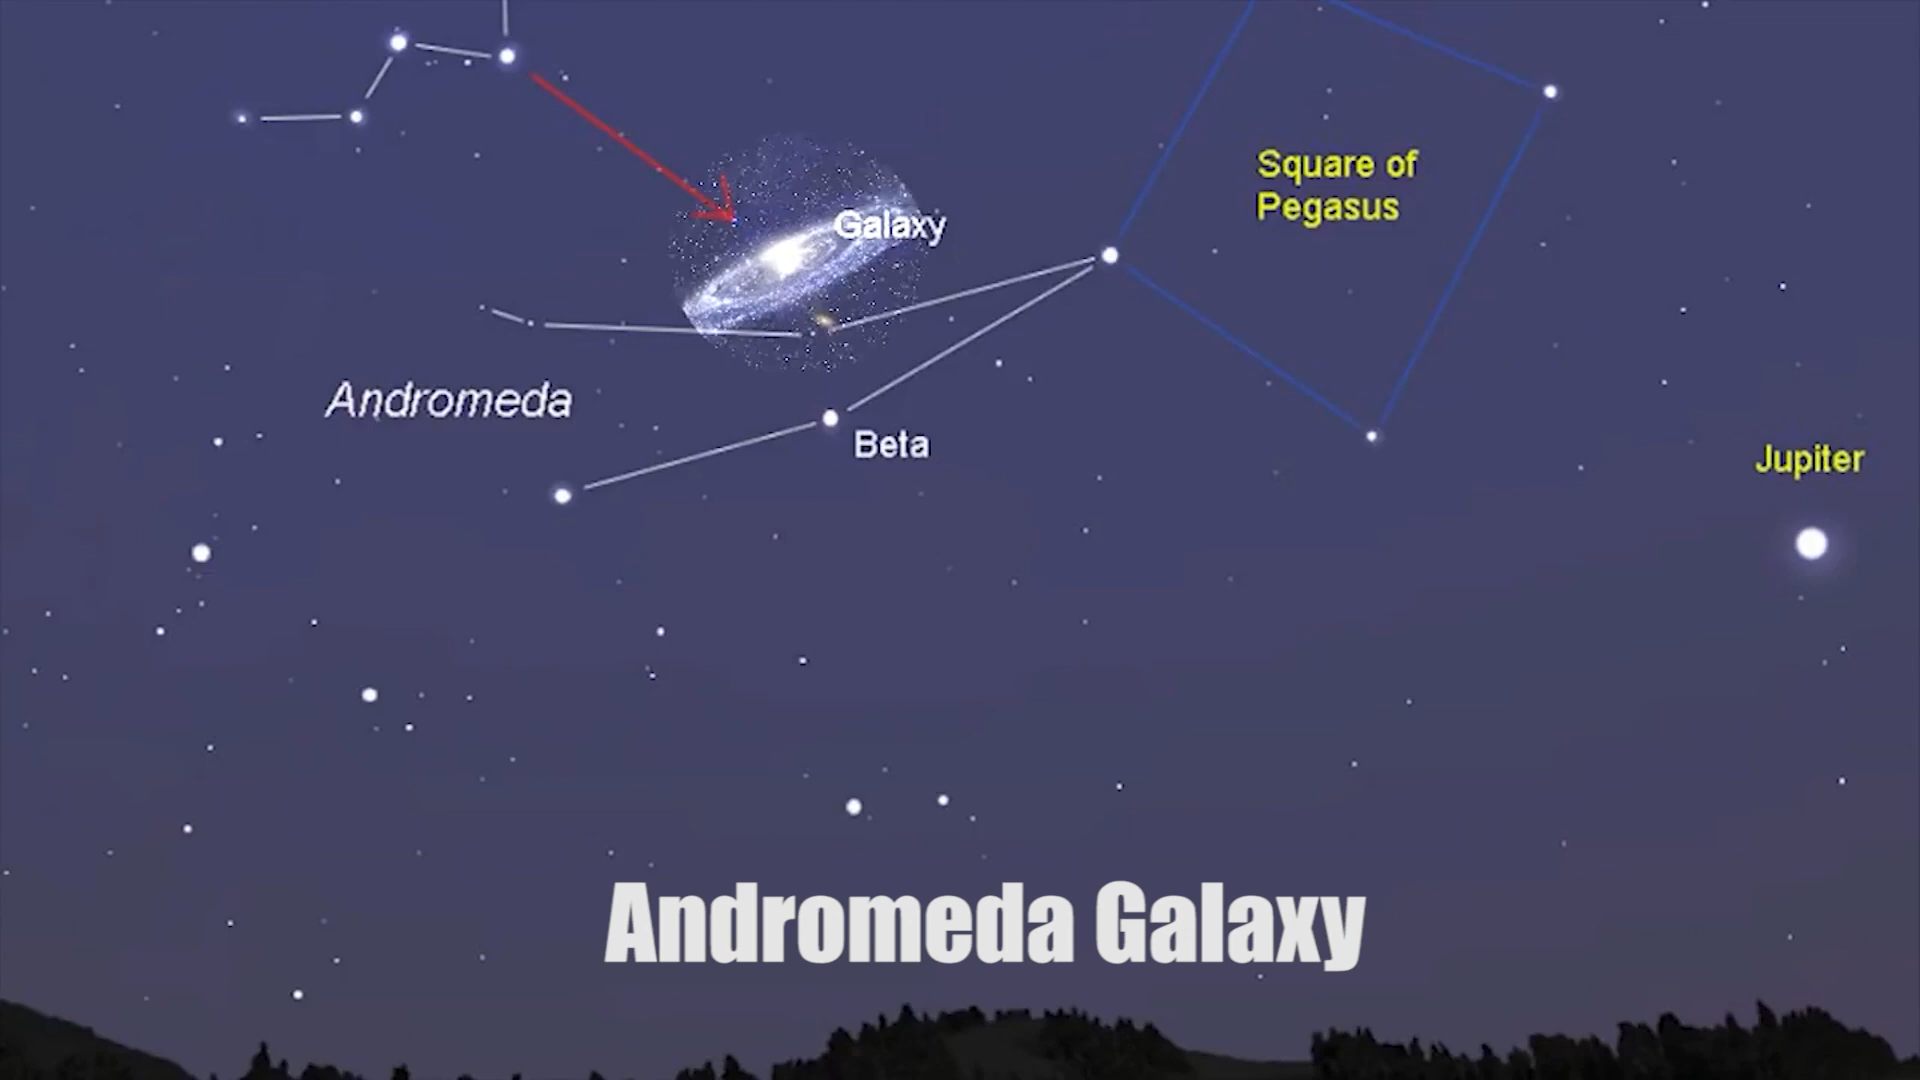 Square of
Pegasus
Galaxy
Andromeda
Beta
Jupiter
Andromeda Galaxy